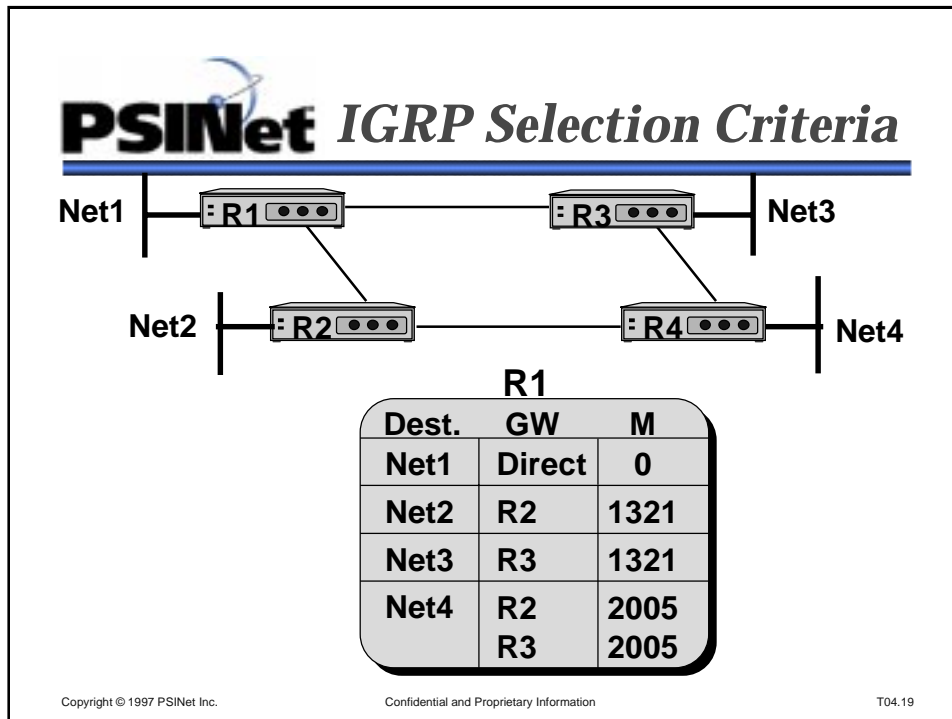 PSINet IGRP Selection Criteria
Net1 R1 R3 Net3
Net2 R2 R4 Net4
R1
Dest. GW M
Net1 Direct 0
Net2 R2 1321
Net3 R3 1321
Net4 R2 2005
R3 2005
Copyright © 1997 PSINet Inc. Confidential and Proprietary Information T04.19